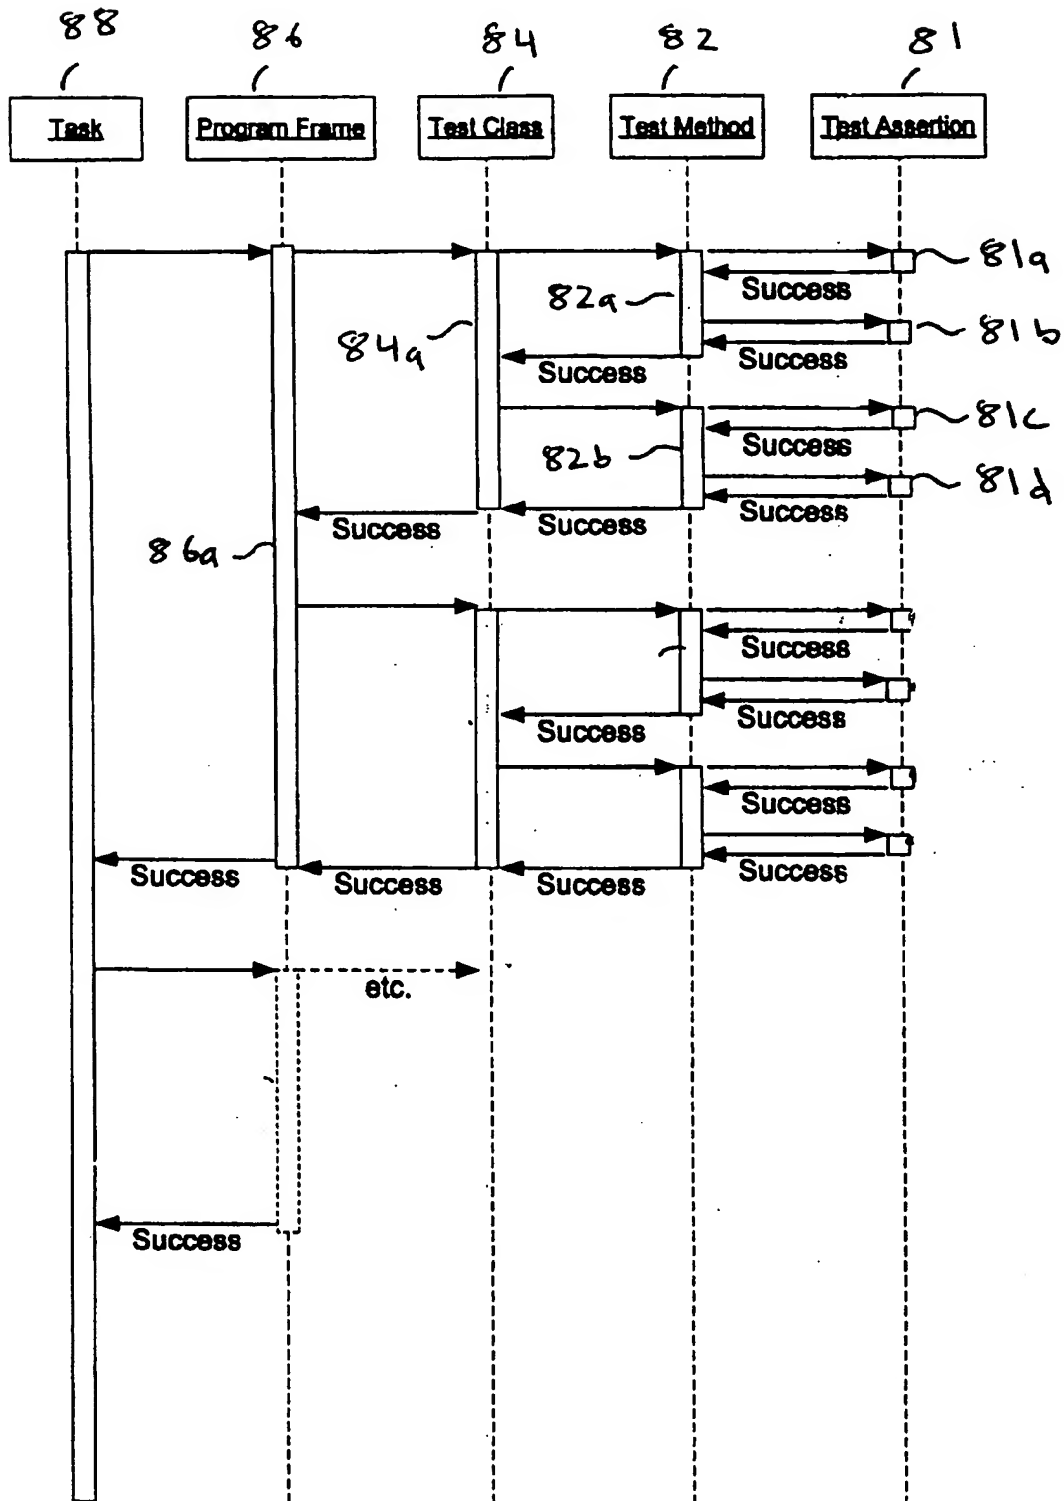 88 86 84 82 81
Task Program Frame Test Class Test Method Test Assertion
81a
82a Success
84a 81b
Success Success
81c
82b Success
81d
Success Success Success
86a
Success
Success Success
Success
Success Success Success Success
etc.
Success